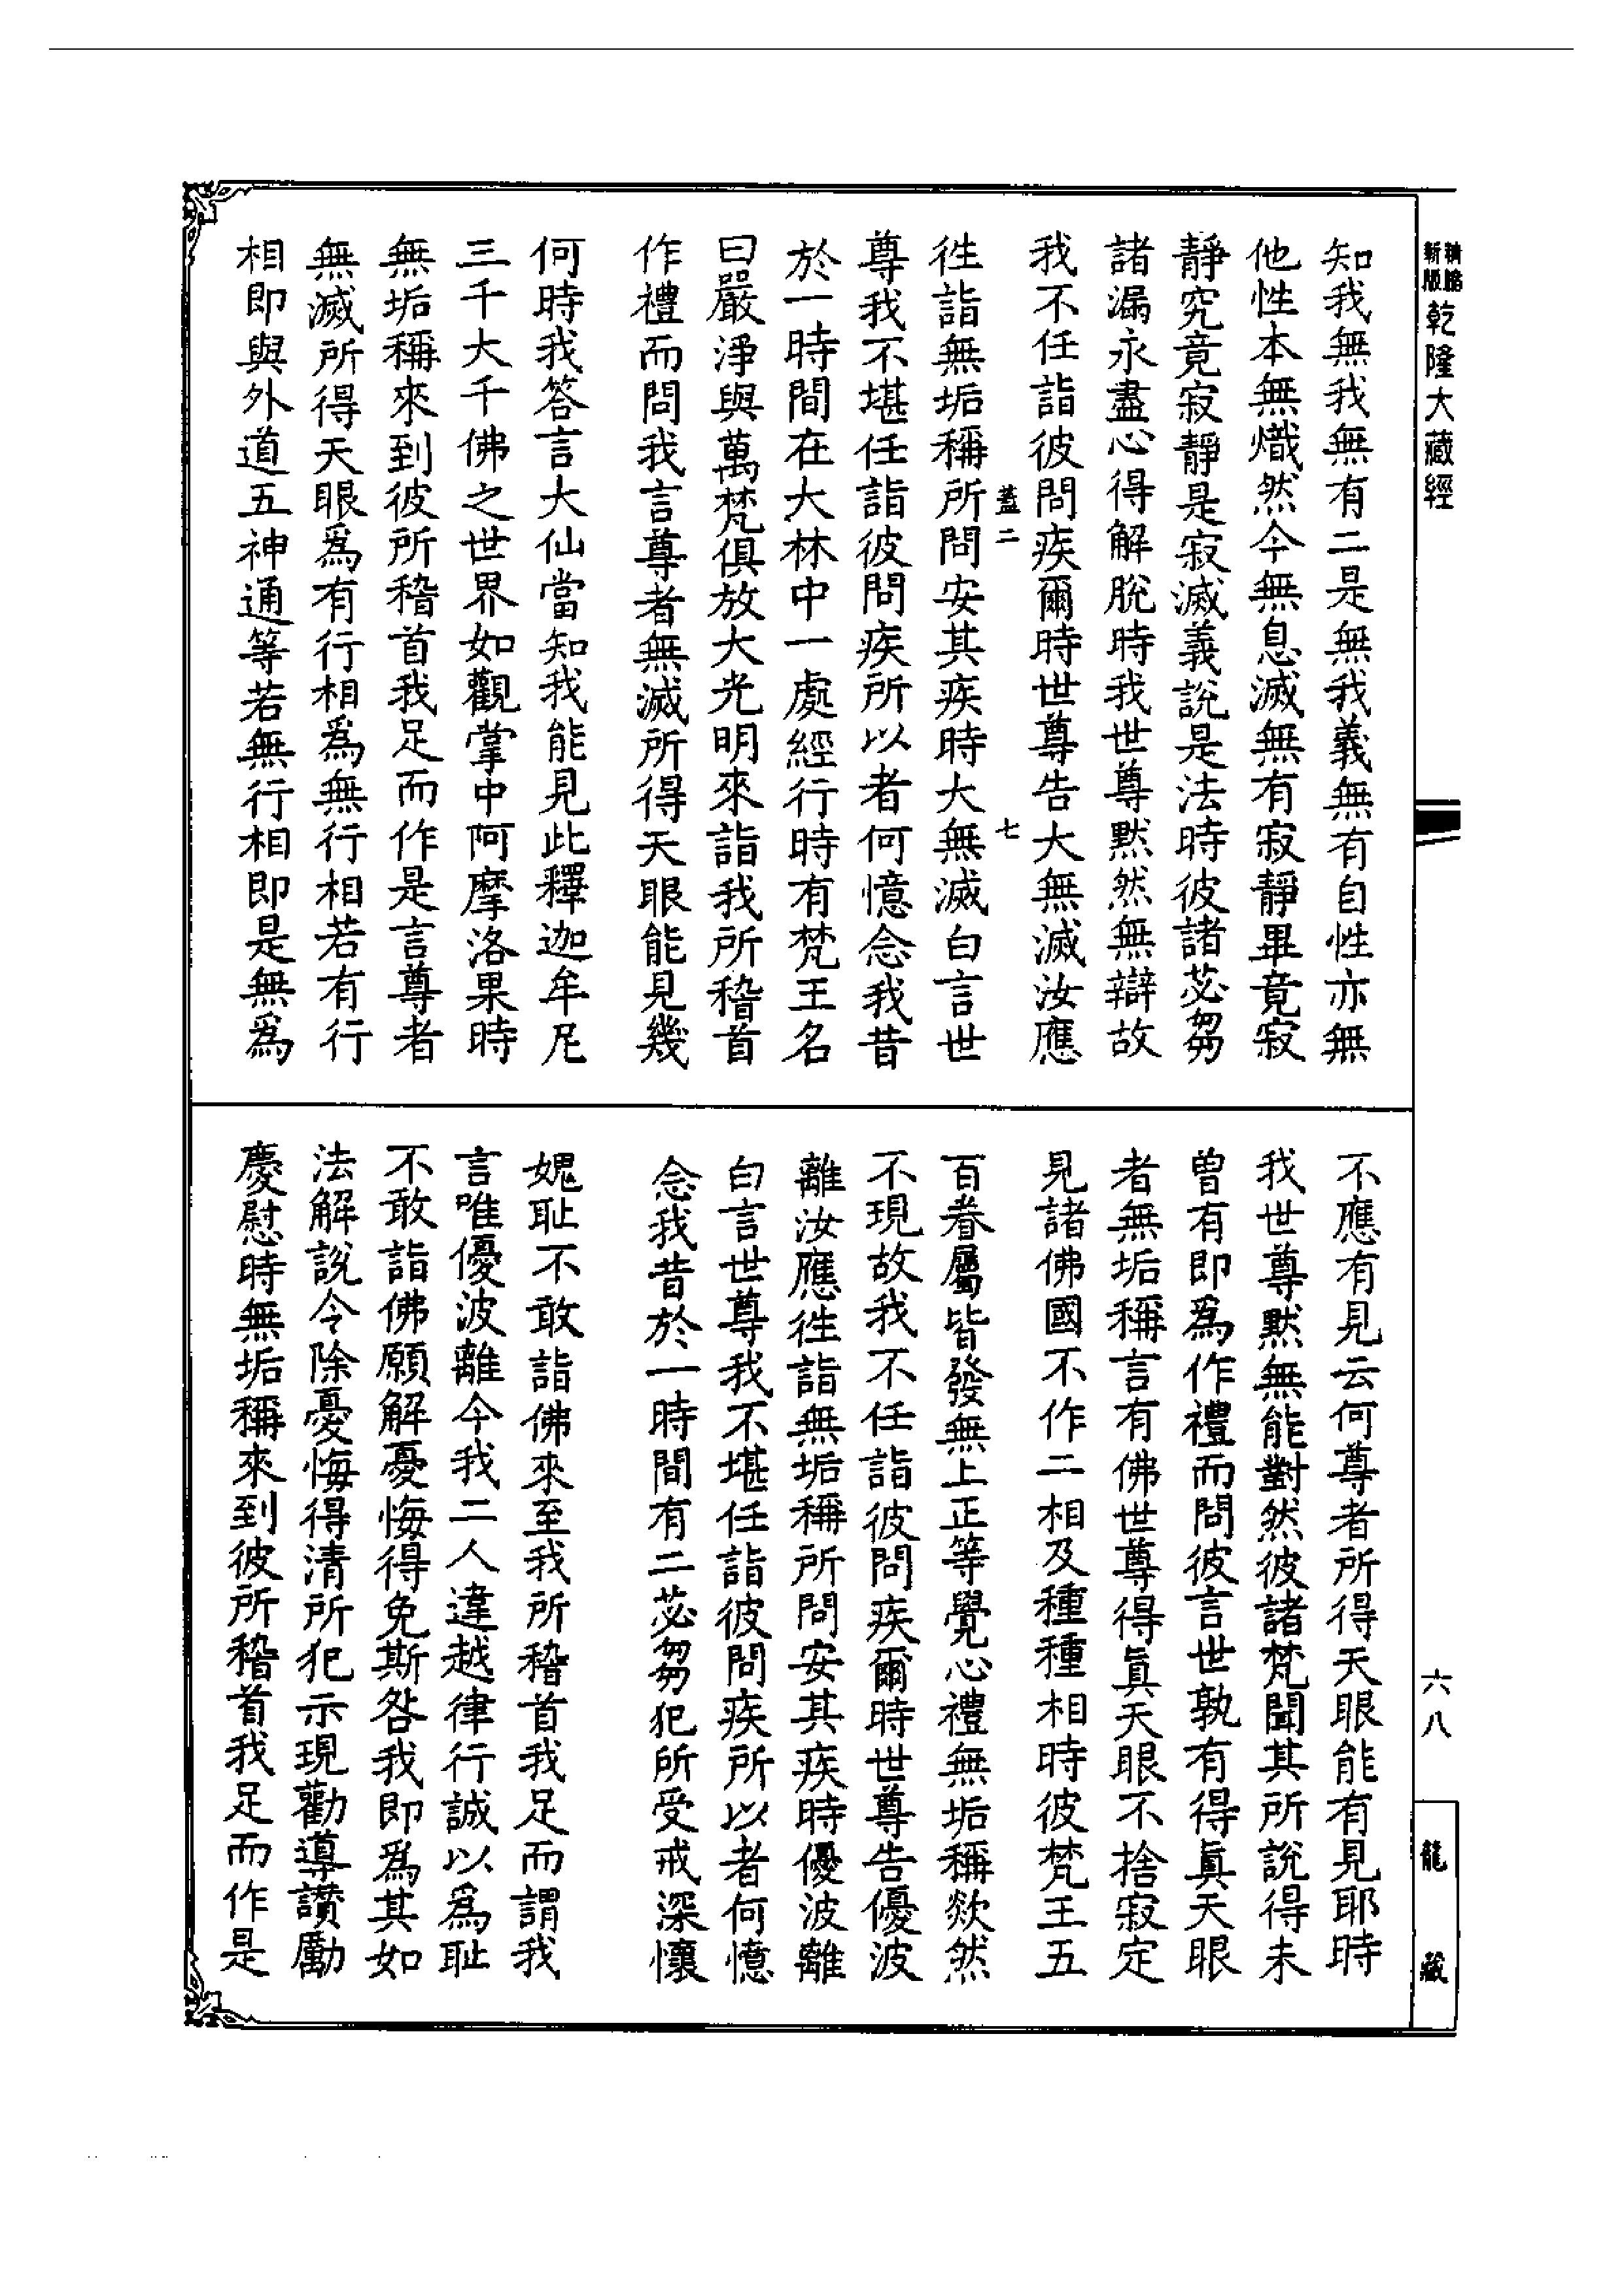 新版
精勝
乾隆大藏經
知我無我無有二是無我義無有自性亦無
他性本無熾然今無息滅無有寂靜畢竟寂
靜究竟寂靜是寂滅義說是法時彼諸苾芻
諸漏永盡心得解脫時我世尊默然無辯故
我不任詣彼問疾爾時世尊告大無滅汝應
蓋二　七
往詣無垢稱所問安其疾時大無滅白言世
尊我不堪任詣彼問疾所以者何憶念我昔
於一時間在大林中一處經行時有梵王名
曰嚴淨與萬梵俱放大光明來詣我所稽首
作禮而問我言尊者無滅所得天眼能見幾
何時我答言大仙當知我能見此釋迦牟尼
三千大千佛之世界如觀掌中阿摩洛果時
無垢稱來到彼所稽首我足而作是言尊者
無滅所得天眼爲有行相爲無行相若有行
相即與外道五神通等若無行相即是無爲
不應有見云何尊者所得天眼能有見耶時
我世尊默無能對然彼諸梵聞其所說得未
曾有即爲作禮而問彼言世孰有得眞天眼
者無垢稱言有佛世尊得眞天眼不捨寂定
見諸佛國不作二相及種種相時彼梵王五
百眷屬皆發無上正等覺心禮無垢稱欻然
不現故我不任詣彼問疾爾時世尊告優波
離汝應往詣無垢稱所問安其疾時優波離
白言世尊我不堪任詣彼問疾所以者何憶
念我昔於一時間有二苾芻犯所受戒深懷
媿恥不敢詣佛來至我所稽首我足而謂我
言唯優波離今我二人違越律行誠以爲恥
不敢詣佛願解憂悔得免斯咎我即爲其如
法解說令除憂悔得清所犯示現勸導讚勵
慶慰時無垢稱來到彼所稽首我足而作是
六八
龍藏